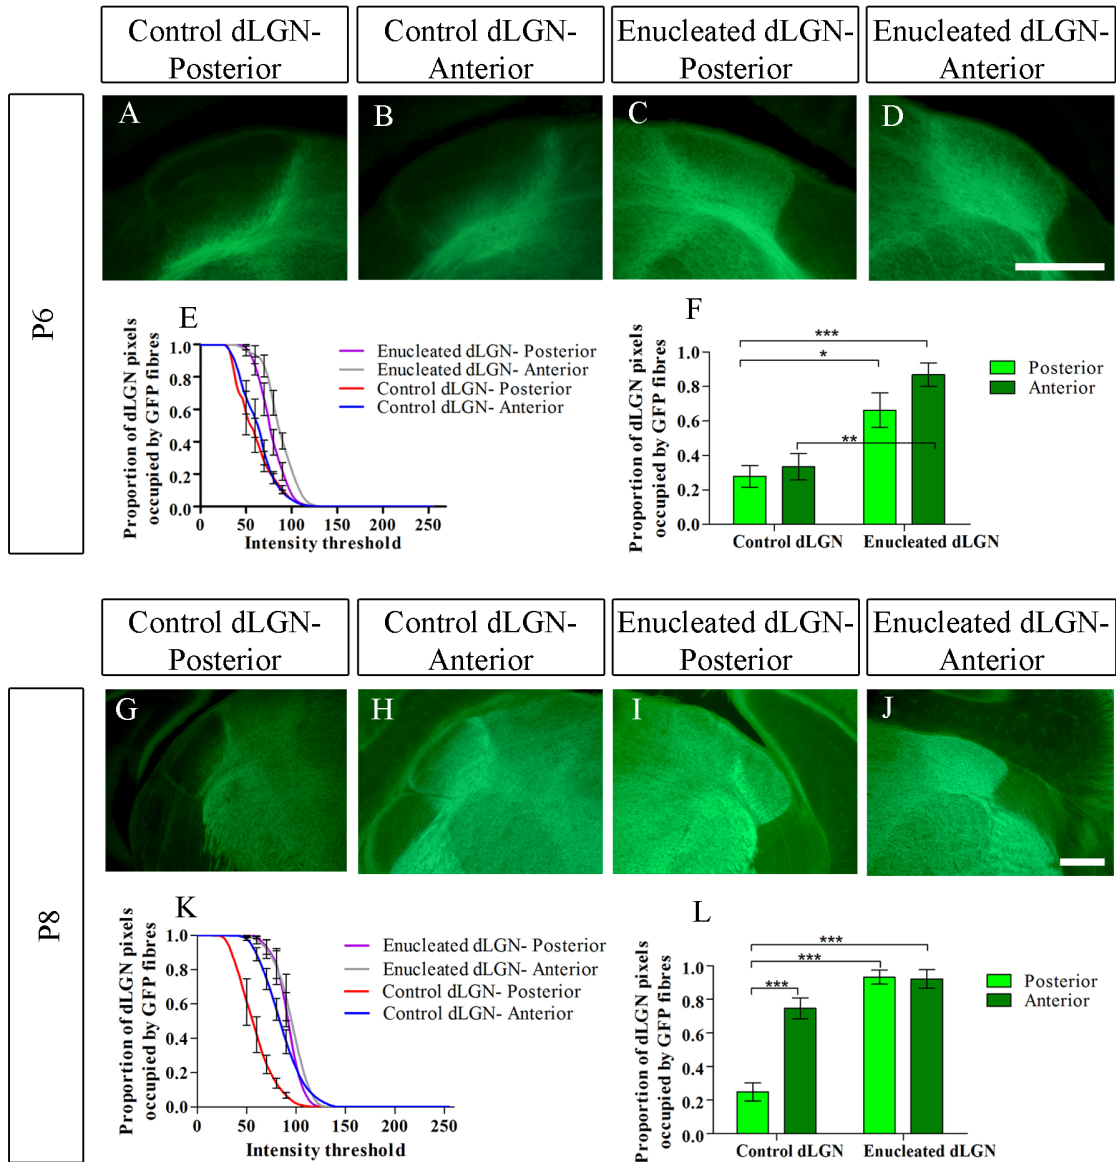 Control dLGN-
Posterior
Control dLGN-
Anterior
Enucleated dLGN-
Posterior
Enucleated dLGN-
Anterior
P6
A
B
C
D
E
Proportion of dLGN pixels
occupied by GFP fibres
1.0
0.8
0.6
0.4
0.2
0.0
0
50
100
150
200
250
Intensity threshold
Enucleated dLGN- Posterior
Enucleated dLGN- Anterior
Control dLGN- Posterior
Control dLGN- Anterior
F
Proportion of dLGN pixels
occupied by GFP fibres
1.0
0.8
0.6
0.4
0.2
0.0
***
*
**
Control dLGN
Enucleated dLGN
Posterior
Anterior
Control dLGN-
Posterior
Control dLGN-
Anterior
Enucleated dLGN-
Posterior
Enucleated dLGN-
Anterior
P8
G
H
I
J
K
Proportion of dLGN pixels
occupied by GFP fibres
1.0
0.8
0.6
0.4
0.2
0.0
0
50
100
150
200
250
Intensity threshold
Enucleated dLGN- Posterior
Enucleated dLGN- Anterior
Control dLGN- Posterior
Control dLGN- Anterior
L
Proportion of dLGN pixels
occupied by GFP fibres
1.0
0.8
0.6
0.4
0.2
0.0
***
***
***
Control dLGN
Enucleated dLGN
Posterior
Anterior